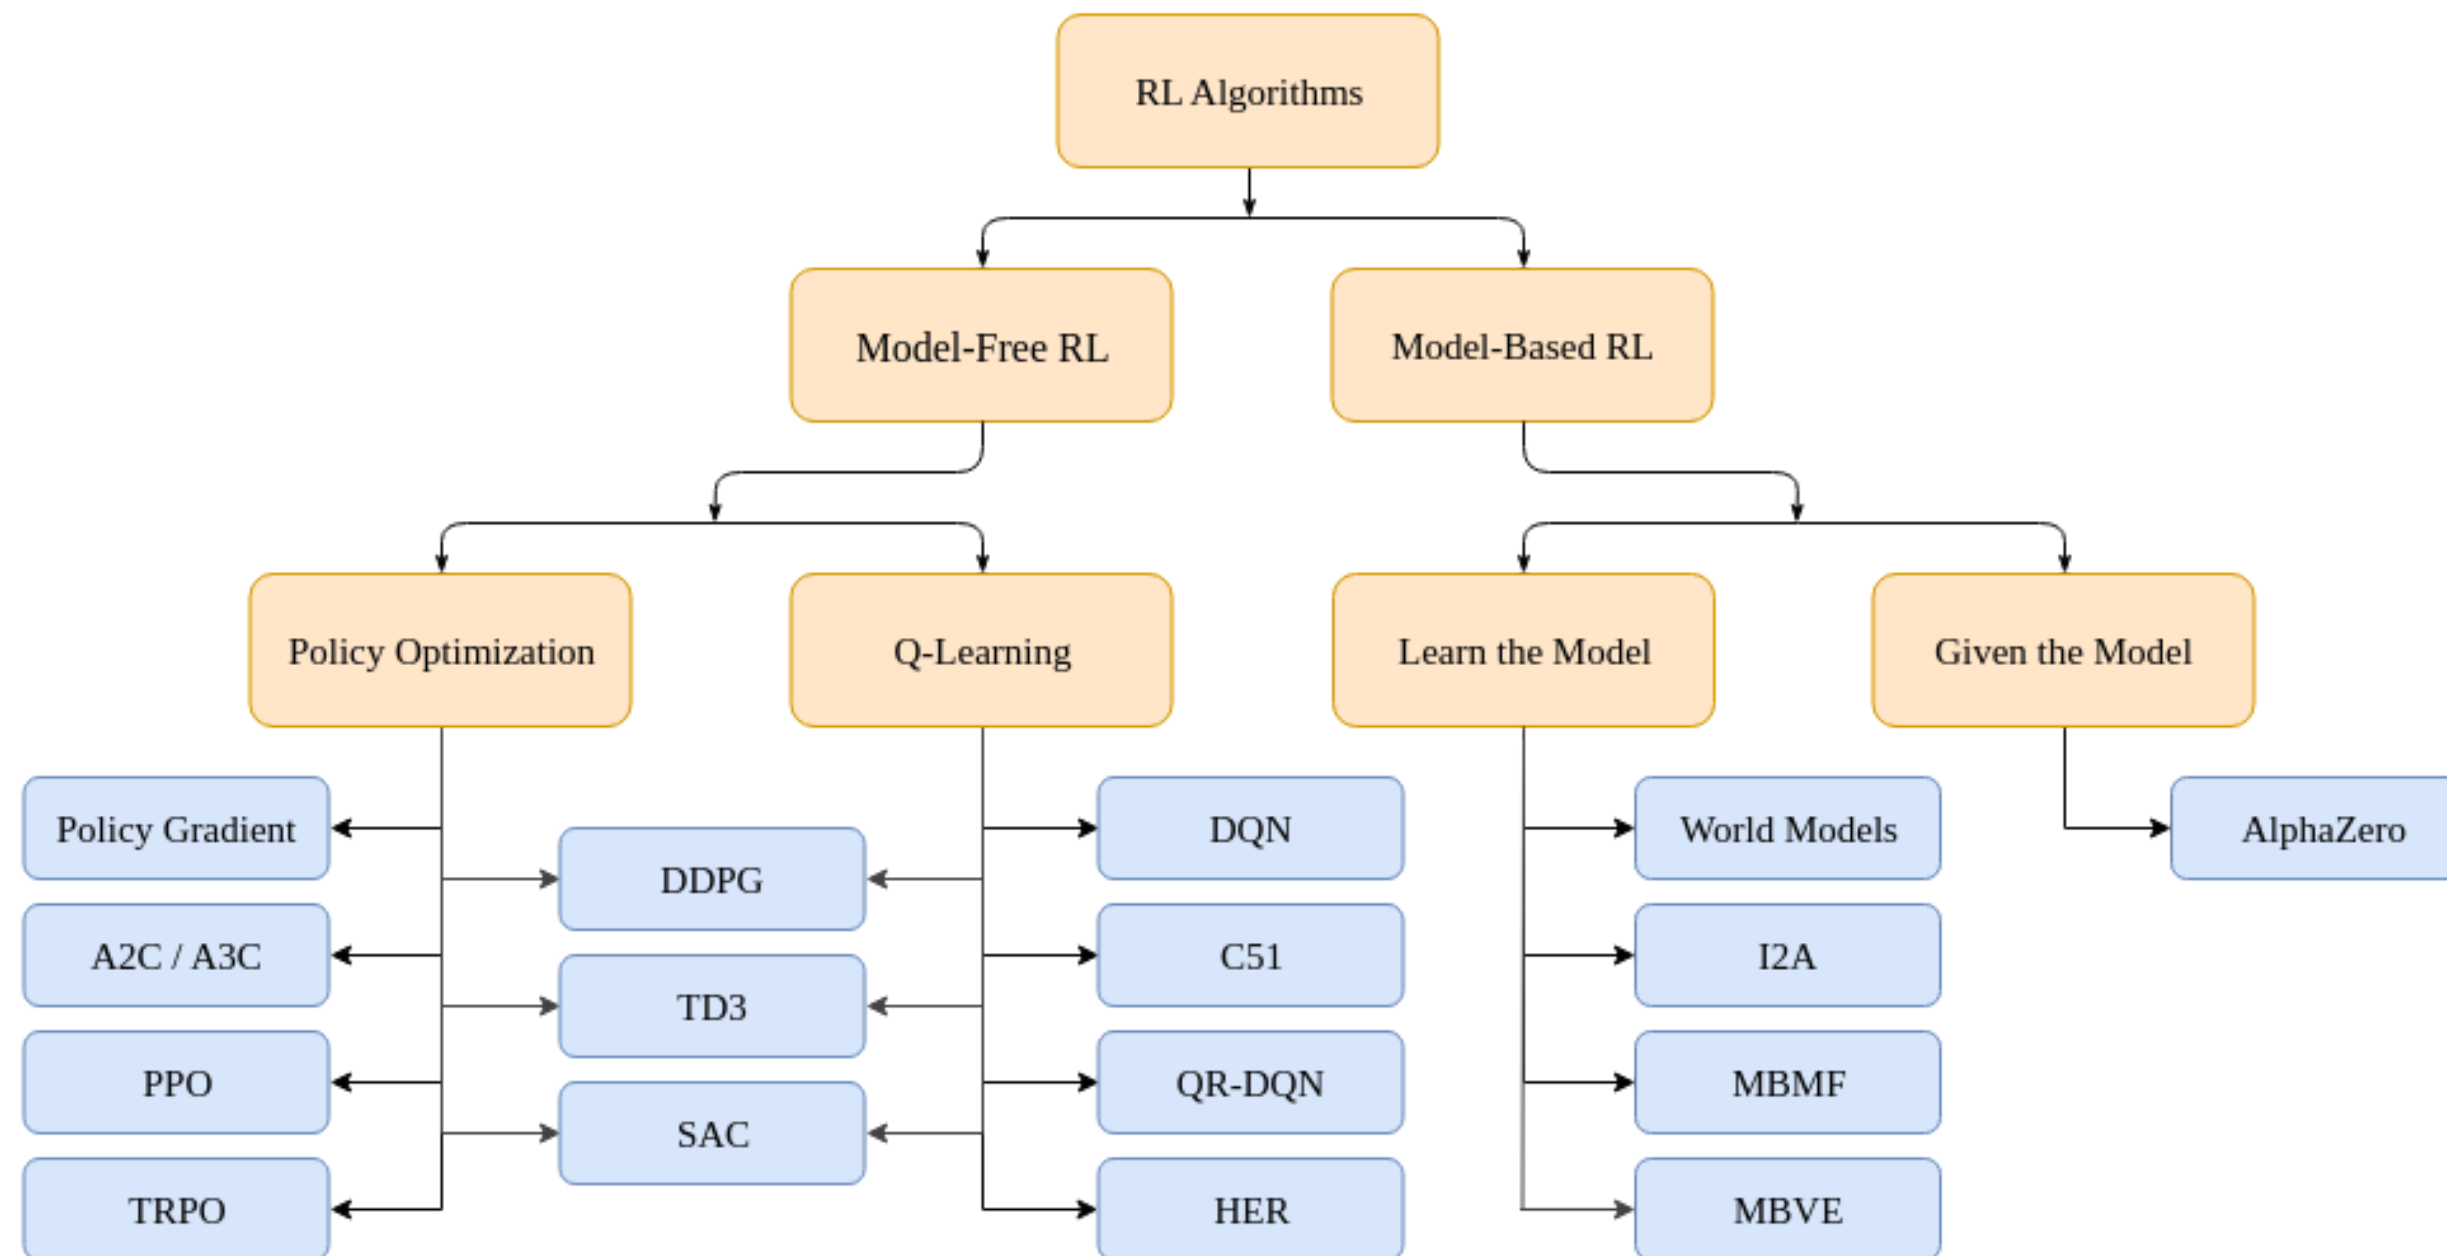 RL Algorithms
Model-Free RL
Model-Based RL
Policy Optimization
Q-Learning
Learn the Model
Given the Model
Policy Gradient
A2C / A3C
PPO
TRPO
DDPG
TD3
SAC
DQN
C51
QR-DQN
HER
World Models
I2A
MBMF
MBVE
AlphaZero